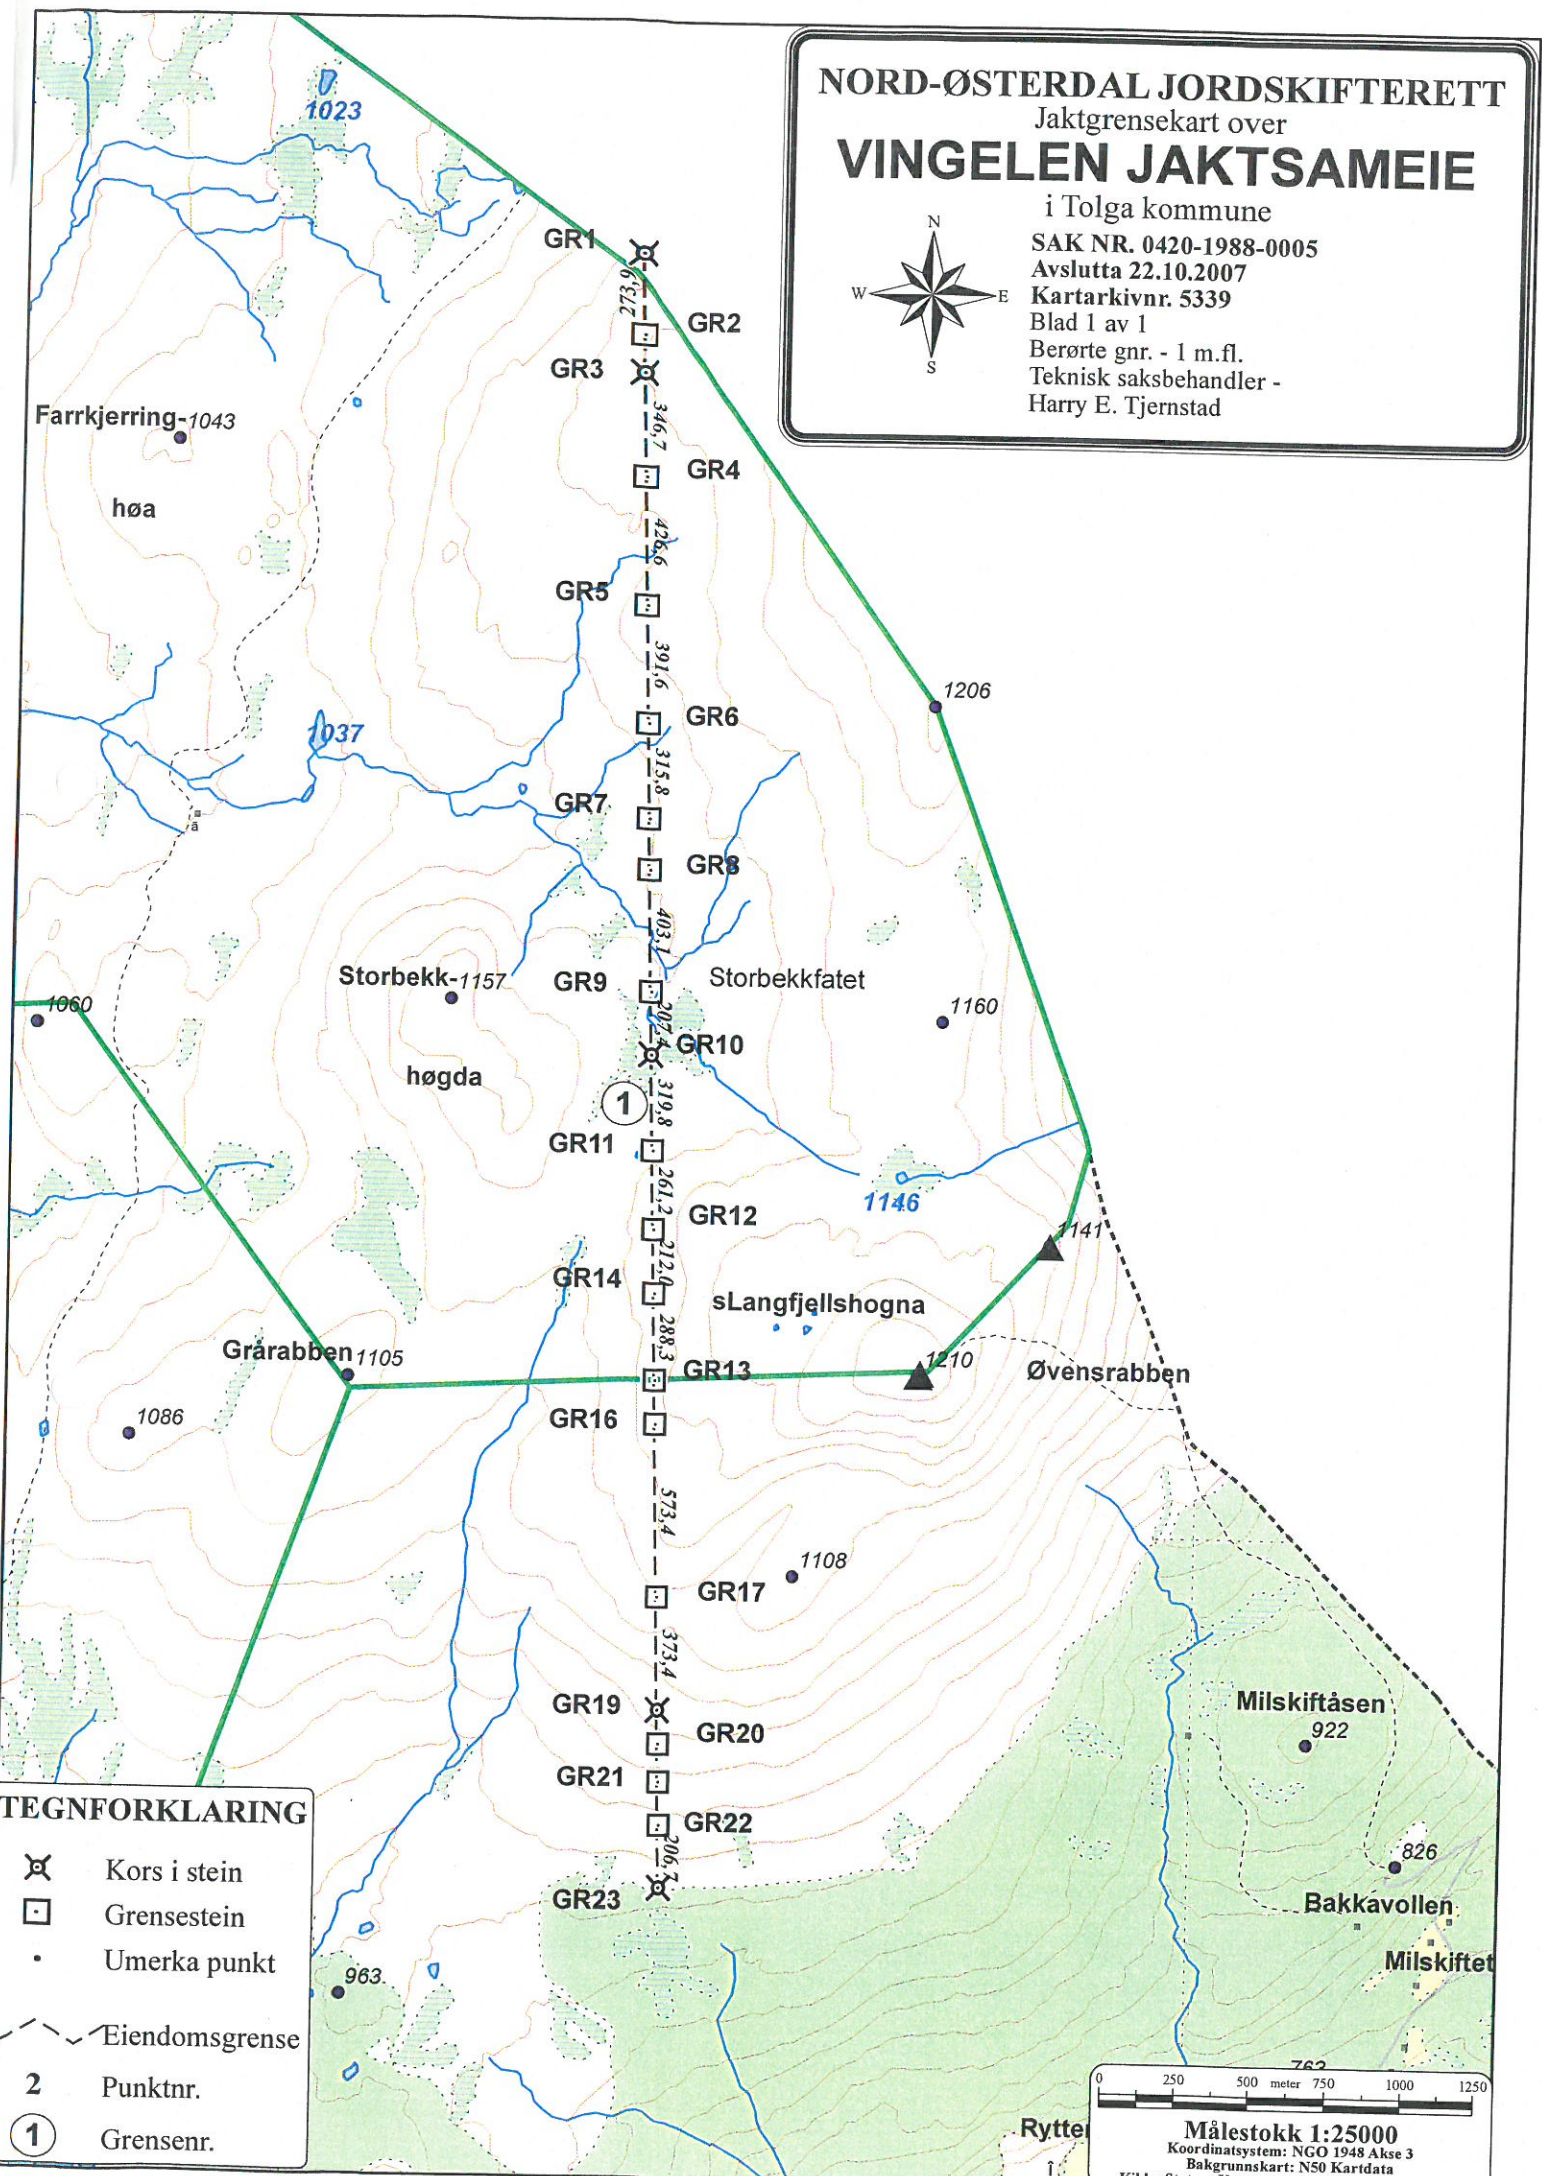 NORD-ØSTERDAL JORDSKIFTERETT
Jaktgrensekart over
VINGELEN JAKTSAMEIE
i Tolga kommune
SAK NR. 0420-1988-0005
Avslutta 22.10.2007
Kartarkivnr. 5339
Blad 1 av 1
Berørte gnr. - 1 m.fl.
Teknisk saksbehandler -
Harry E. Tjernstad
N
W
E
S
1023
GR1
273,9
GR2
GR3
346,7
Farrkjerring-1043
høa
GR4
426,6
GR5
391,6
1206
GR6
1037
315,8
GR7
GR8
403,1
Storbekk-1157
høgda
GR9
Storbekkfatet
207,4
1060
1160
GR10
1
319,8
GR11
261,2
1146
GR12
1141
212,0
GR14
sLangfjellshogna
288,3
Grårabben 1105
GR13
1210
Øvensrabben
1086
GR16
573,4
1108
GR17
373,4
GR19
GR20
Milskiftåsen
922
GR21
GR22
206,7
826
GR23
Bakkavollen
Milskiftet
963
762
Rytter
TEGNFORKLARING
Kors i stein
Grensestein
Umerka punkt
Eiendomsgrense
2 Punktnr.
1 Grensenr.
0 250 500 meter 750 1000 1250
Målestokk 1:25000
Koordinatsystem: NGO 1948 Akse 3
Bakgrunnskart: N50 Kartdata